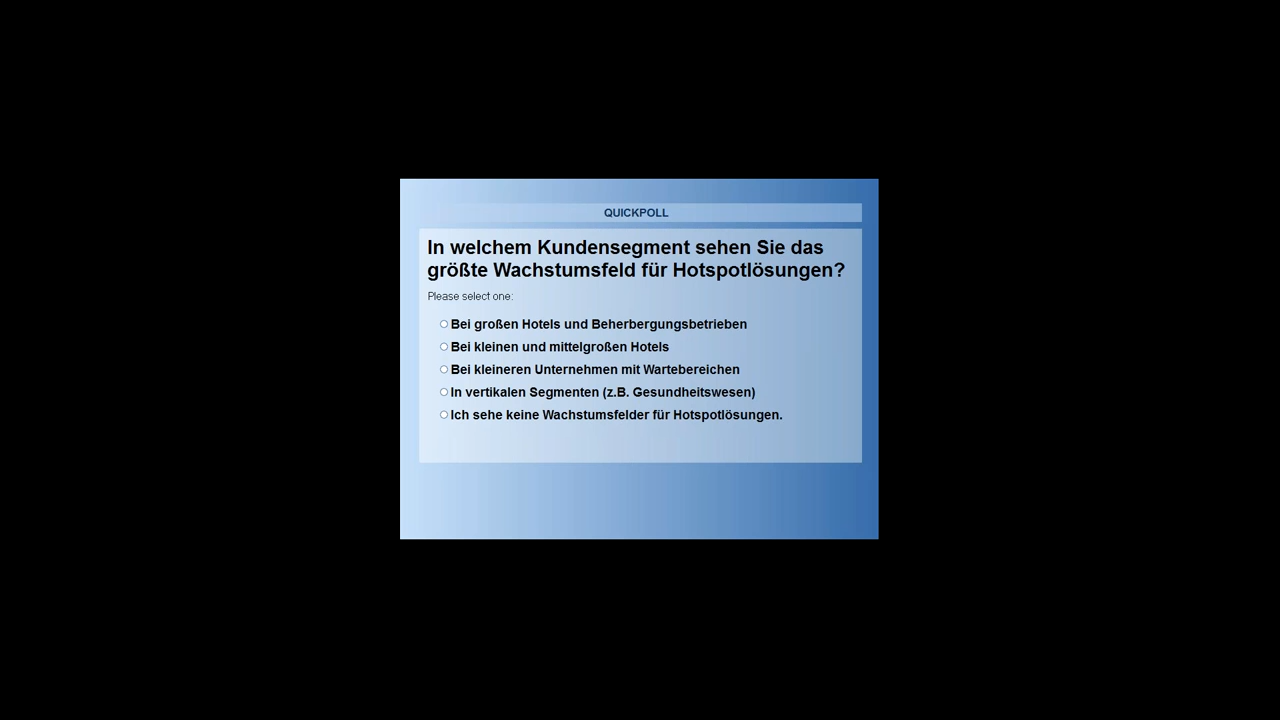 QUICKPOLL
In welchem Kundensegment sehen Sie das
größte Wachstumsfeld für Hotspotlösungen?
Please select one:
Bei großen Hotels und Beherbergungsbetrieben
Bei kleinen und mittelgroßen Hotels
Bei kleineren Unternehmen mit Wartebereichen
In vertikalen Segmenten (z.B. Gesundheitswesen)
Ich sehe keine Wachstumsfelder für Hotspotlösungen.